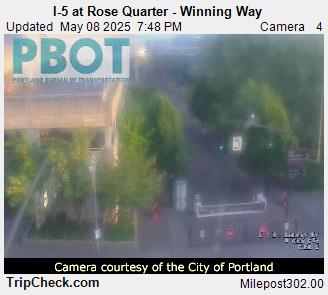 I-5 at Rose Quarter - Winning Way
Updated May 08 2025 7:48 PM Camera 4
PBOT
PORTLAND BUREAU OF TRANSPORTATION
Camera courtesy of the City of Portland
TripCheck.com Milepost302.00